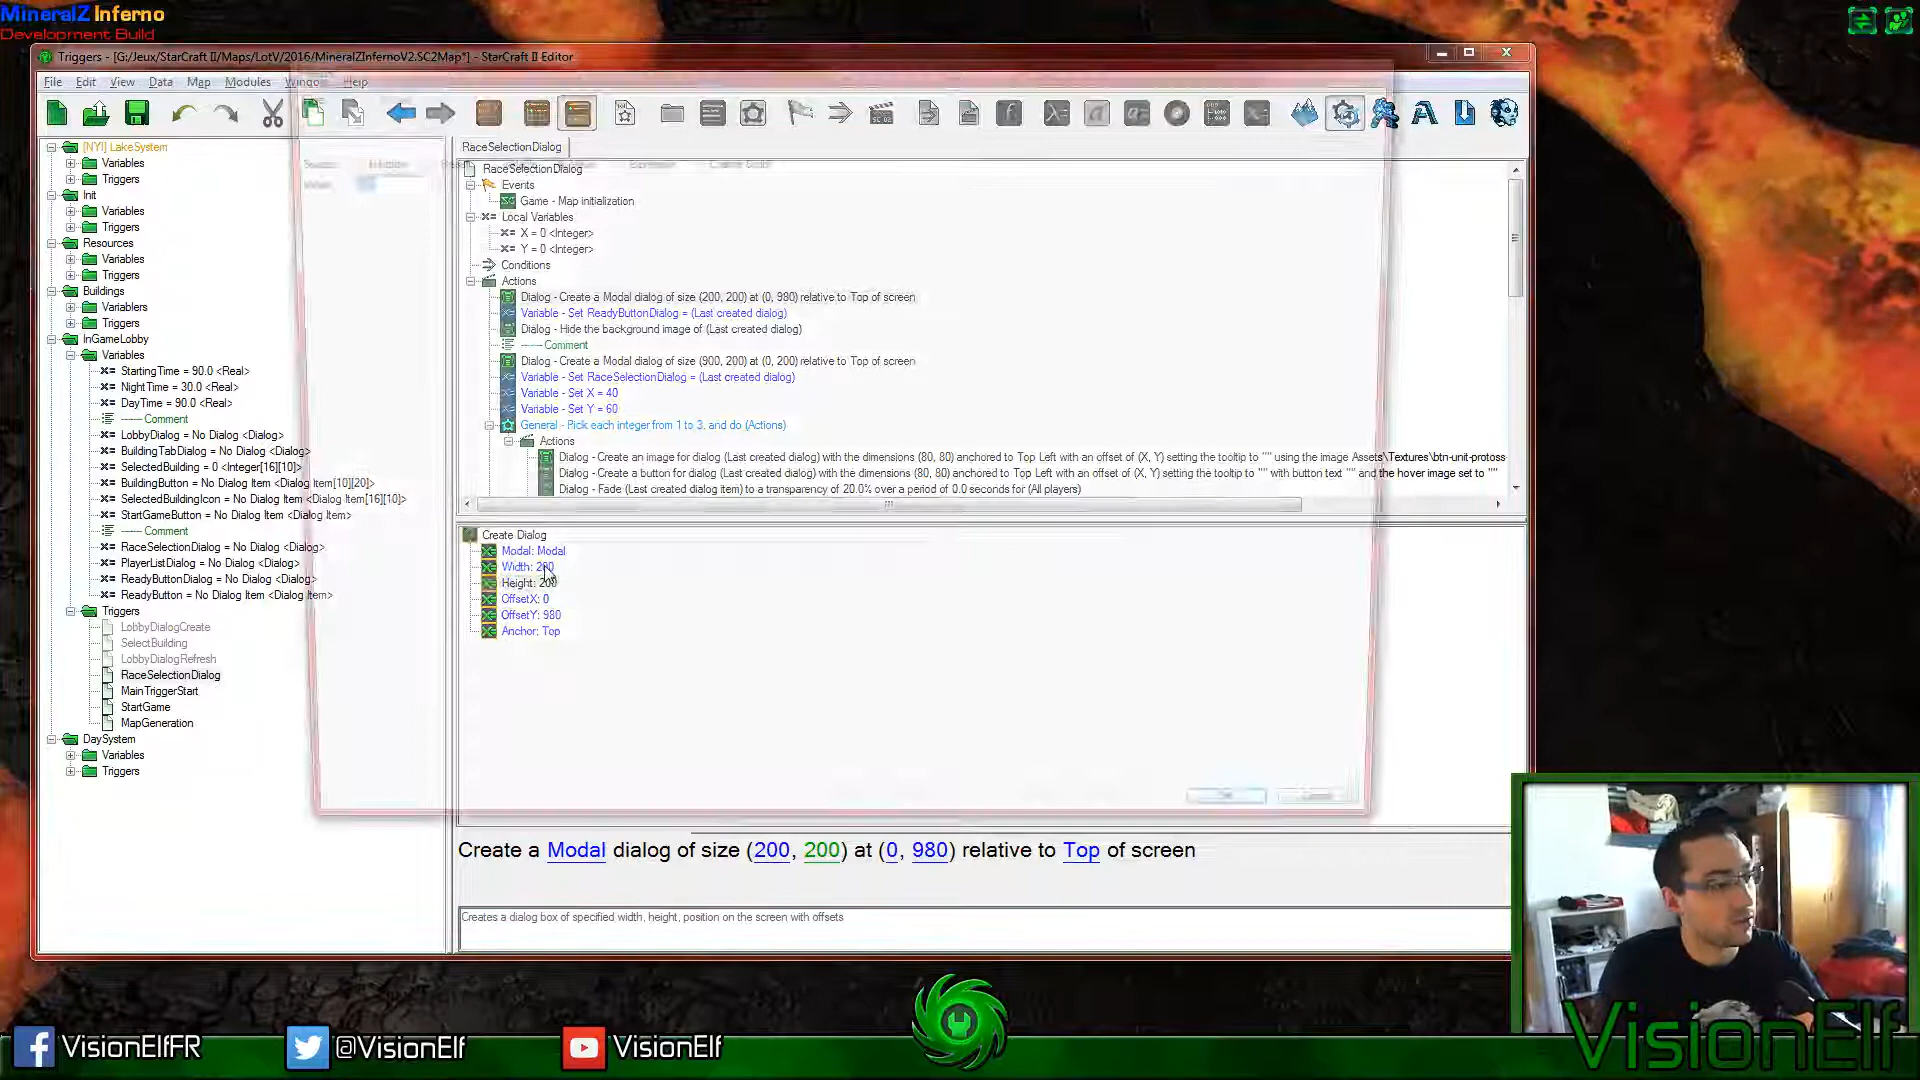 MineralZ Inferno
Development Build
Triggers - [G:/Jeux/StarCraft II/Maps/LotV/2016/MineralZInfernoV2.SC2Map*] - StarCraft II Editor
File Edit View Data Map Modules Window Help
[NYI] LakeSystem
Variables
Triggers
Init
Variables
Triggers
Resources
Variables
Triggers
Buildings
Variablers
Triggers
InGameLobby
Variables
StartingTime = 90.0 <Real>
NightTime = 30.0 <Real>
DayTime = 90.0 <Real>
------- Comment
LobbyDialog = No Dialog <Dialog>
BuildingTabDialog = No Dialog <Dialog>
SelectedBuilding = 0 <Integer[16][10]>
BuildingButton = No Dialog Item <Dialog Item[10][20]>
SelectedBuildingIcon = No Dialog Item <Dialog Item[16][10]>
StartGameButton = No Dialog Item <Dialog Item>
------- Comment
RaceSelectionDialog = No Dialog <Dialog>
PlayerListDialog = No Dialog <Dialog>
ReadyButtonDialog = No Dialog <Dialog>
ReadyButton = No Dialog Item <Dialog Item>
Triggers
LobbyDialogCreate
SelectBuilding
LobbyDialogRefresh
RaceSelectionDialog
MainTriggerStart
StartGame
MapGeneration
DaySystem
Variables
Triggers
RaceSelectionDialog
RaceSelectionDialog
Events
Game - Map initialization
Local Variables
X = 0 <Integer>
Y = 0 <Integer>
Conditions
Actions
Dialog - Create a Modal dialog of size (200, 200) at (0, 980) relative to Top of screen
Variable - Set ReadyButtonDialog = (Last created dialog)
Dialog - Hide the background image of (Last created dialog)
------- Comment
Dialog - Create a Modal dialog of size (900, 200) at (0, 200) relative to Top of screen
Variable - Set RaceSelectionDialog = (Last created dialog)
Variable - Set X = 40
Variable - Set Y = 60
General - Pick each integer from 1 to 3, and do (Actions)
Actions
Dialog - Create an image for dialog (Last created dialog) with the dimensions (80, 80) anchored to Top Left with an offset of (X, Y) setting the tooltip to "" using the image Assets\Textures\btn-unit-protoss-
Dialog - Create a button for dialog (Last created dialog) with the dimensions (80, 80) anchored to Top Left with an offset of (X, Y) setting the tooltip to "" with button text "" and the hover image set to ""
Dialog - Fade (Last created dialog item) to a transparency of 20.0% over a period of 0.0 seconds for (All players)
Create Dialog
Modal: Modal
Width: 200
Height: 200
OffsetX: 0
OffsetY: 980
Anchor: Top
Create a Modal dialog of size (200, 200) at (0, 980) relative to Top of screen
Creates a dialog box of specified width, height, position on the screen with offsets
VisionElfFR
@VisionElf
VisionElf
VisionElf